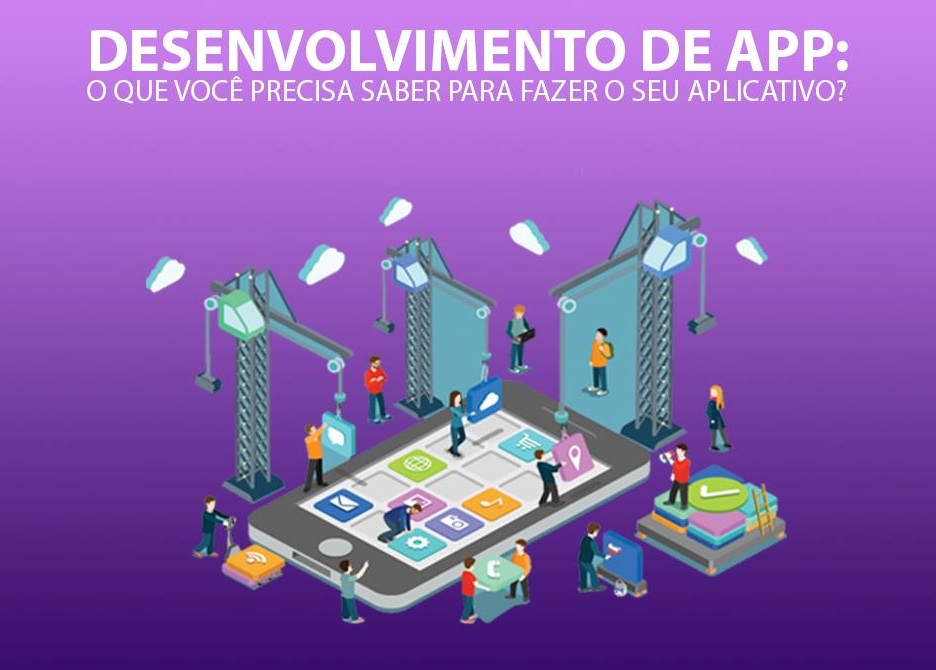 DESENVOLVIMENTO DE APP:
O QUE VOCÊ PRECISA SABER PARA FAZER O SEU APLICATIVO?